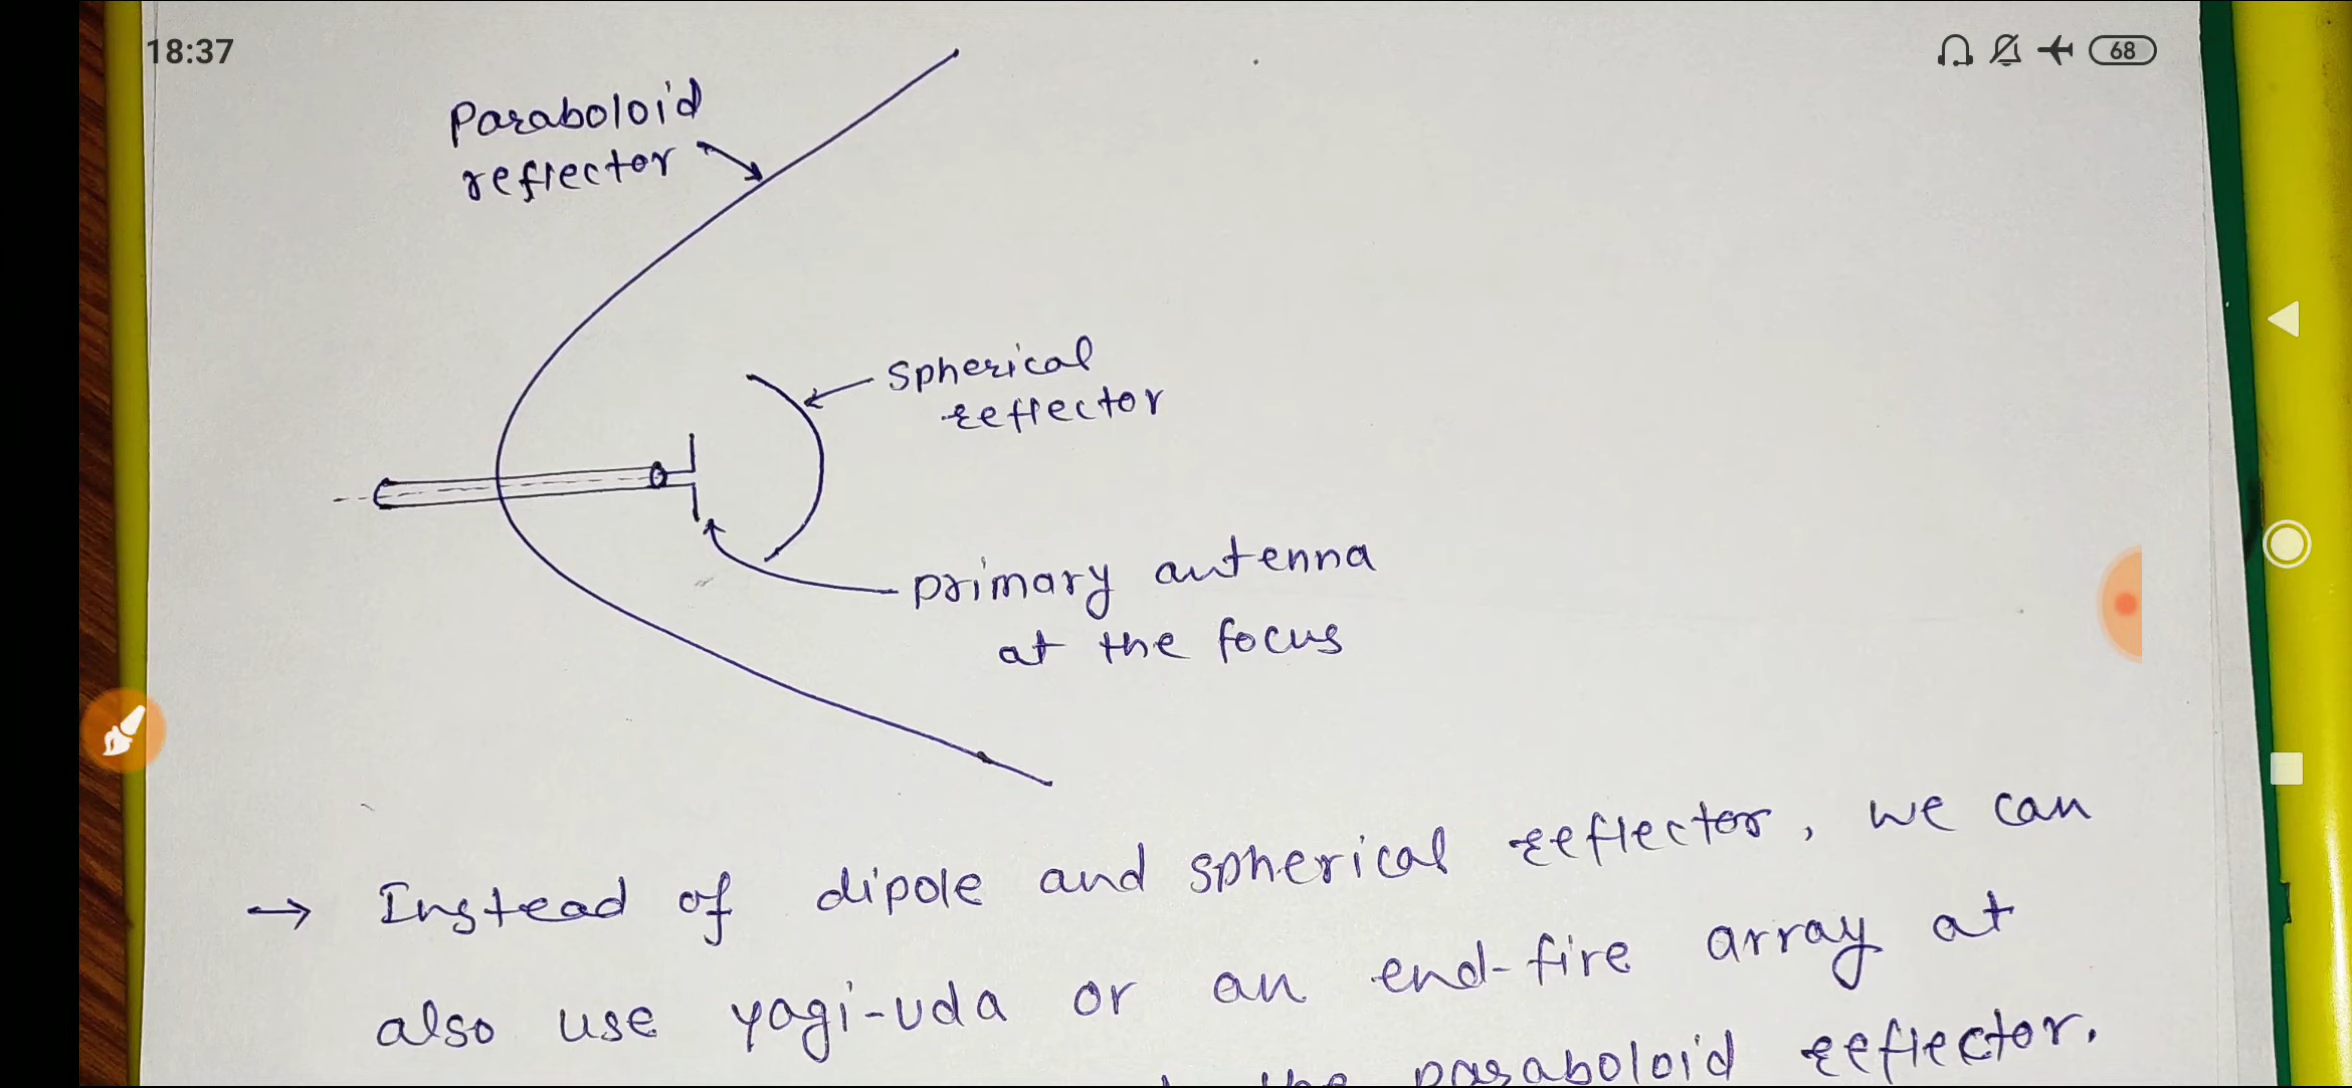 18:37
68
Paraboloid
reflector
Spherical
reflector
primary antenna
at the focus
→ Instead of dipole and spherical reflector, we can
also use yagi-uda or an end-fire array at
the paraboloid reflector.